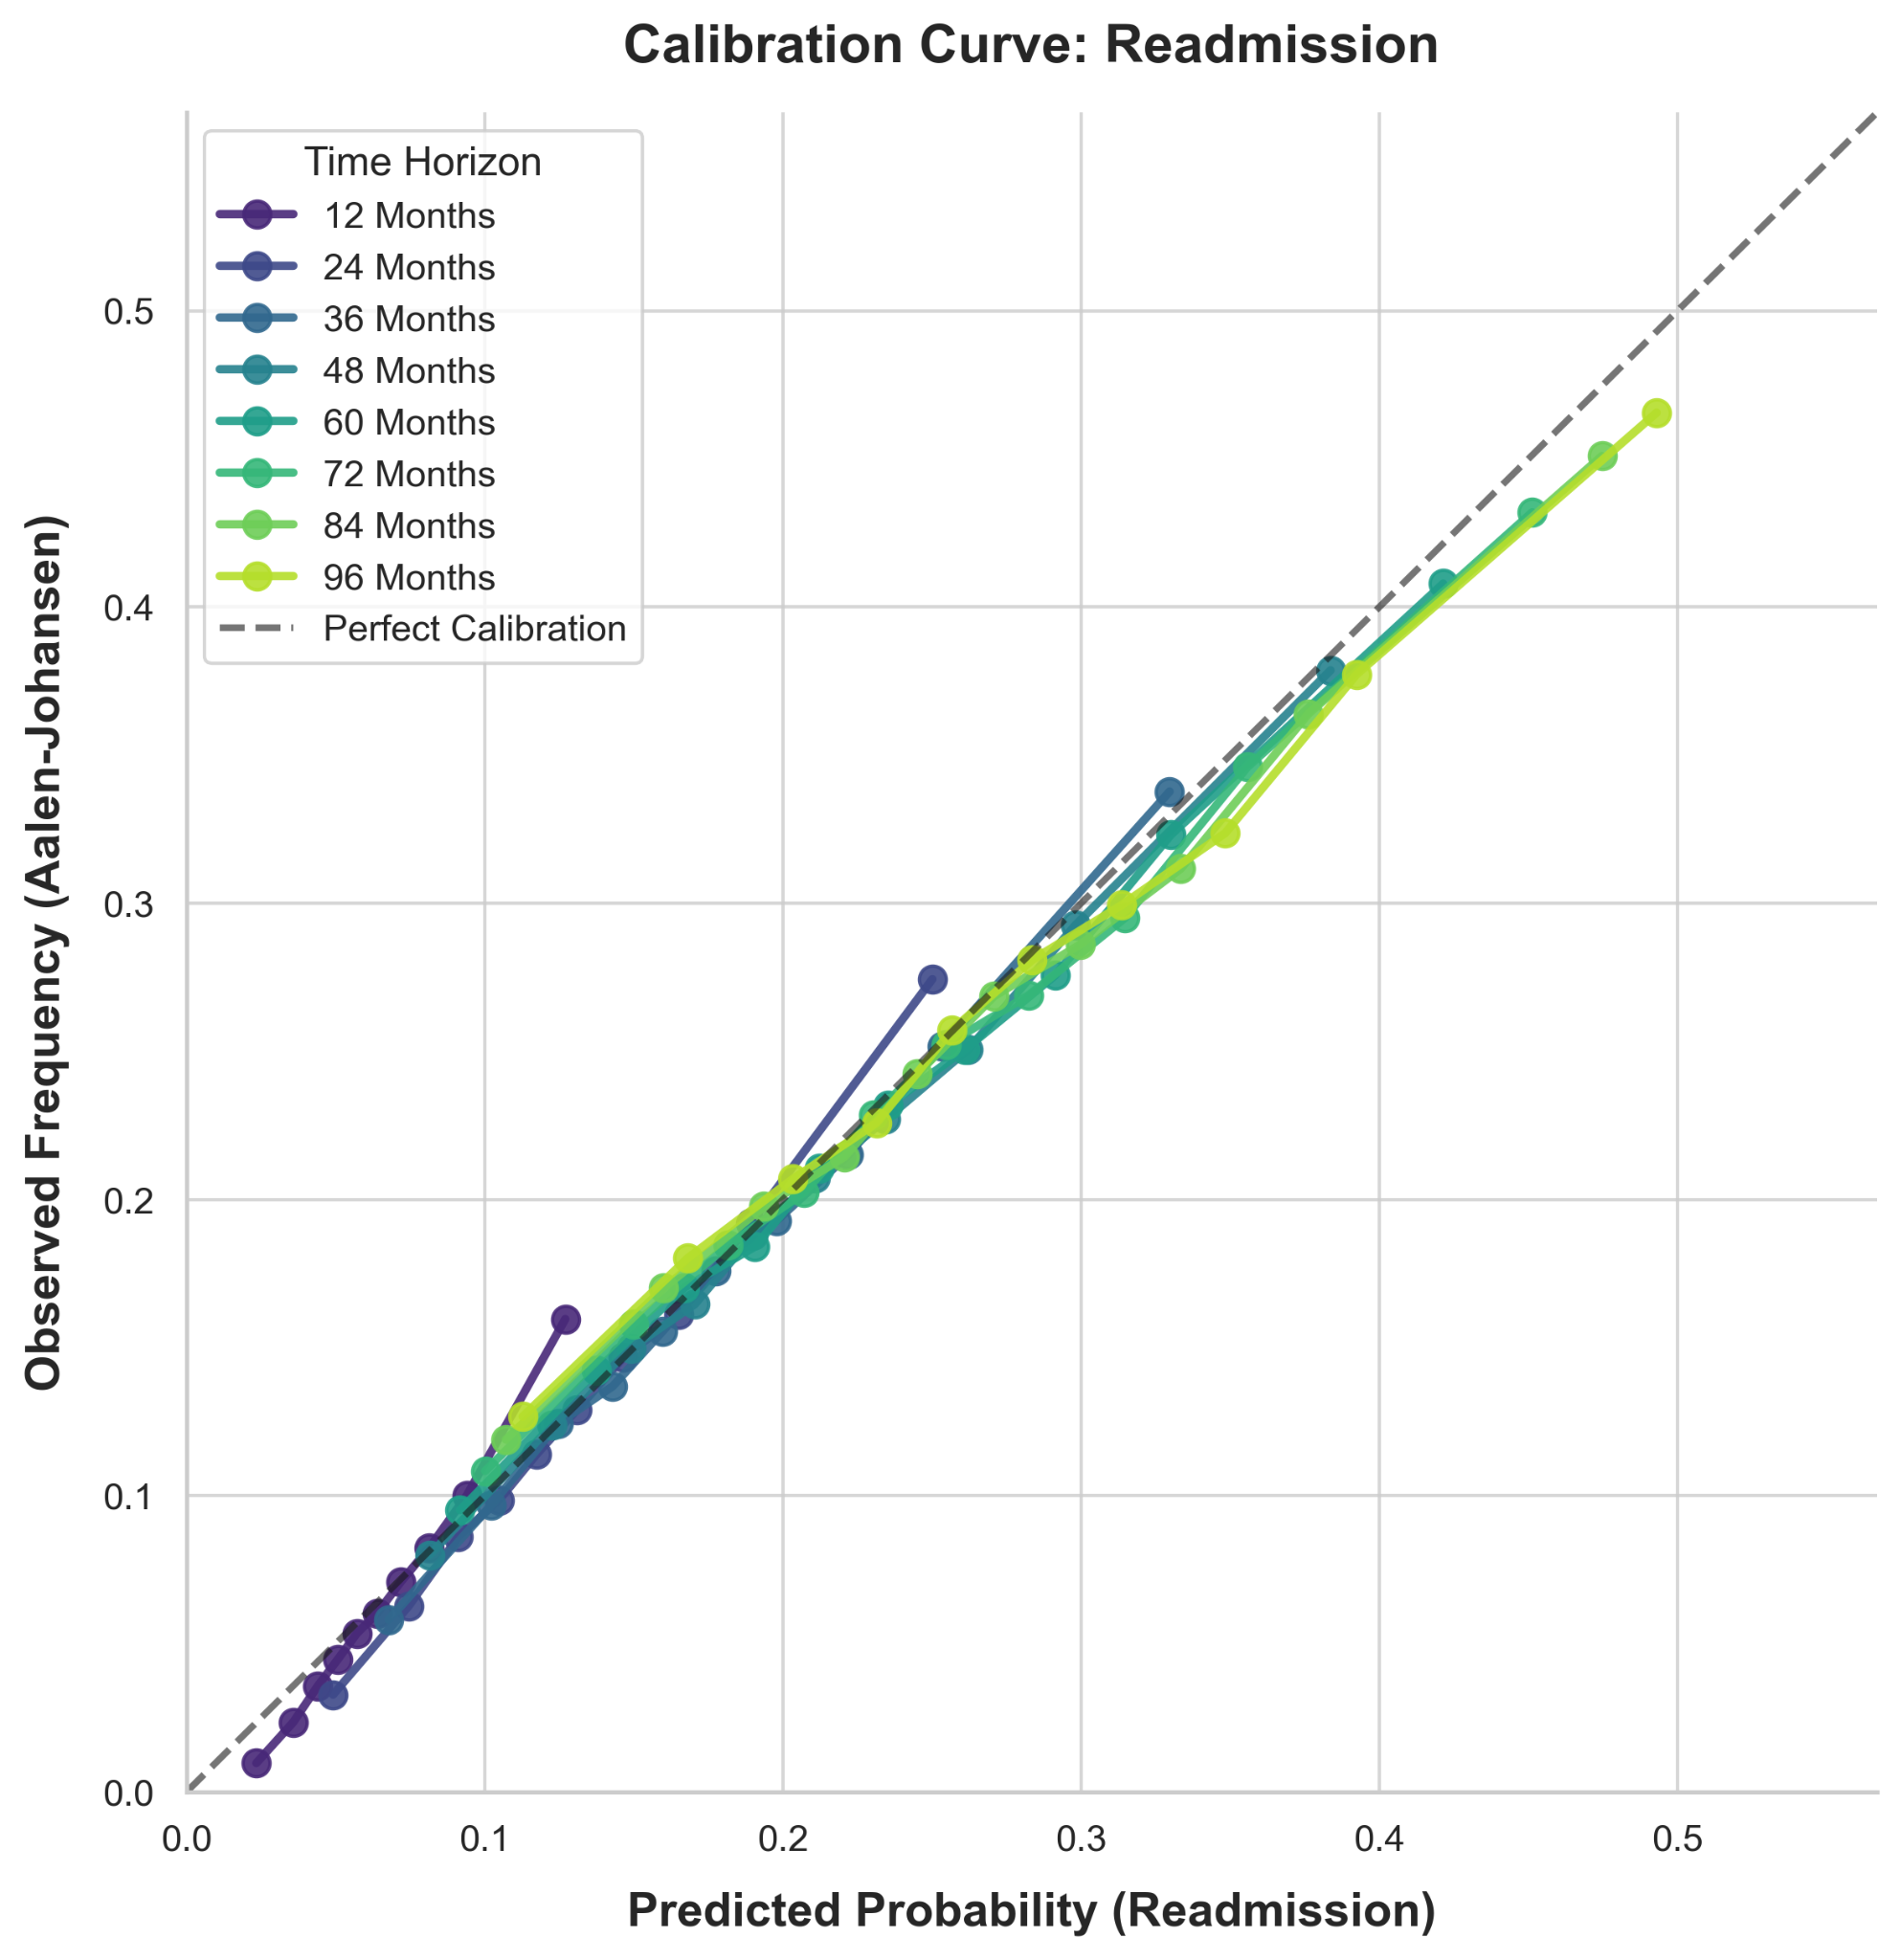 Calibration Curve: Readmission
Time Horizon
12 Months
24 Months
36 Months
48 Months
60 Months
72 Months
84 Months
96 Months
Perfect Calibration
Observed Frequency (Aalen-Johansen)
0.5
0.4
0.3
0.2
0.1
0.0
0.0 0.1 0.2 0.3 0.4 0.5
Predicted Probability (Readmission)